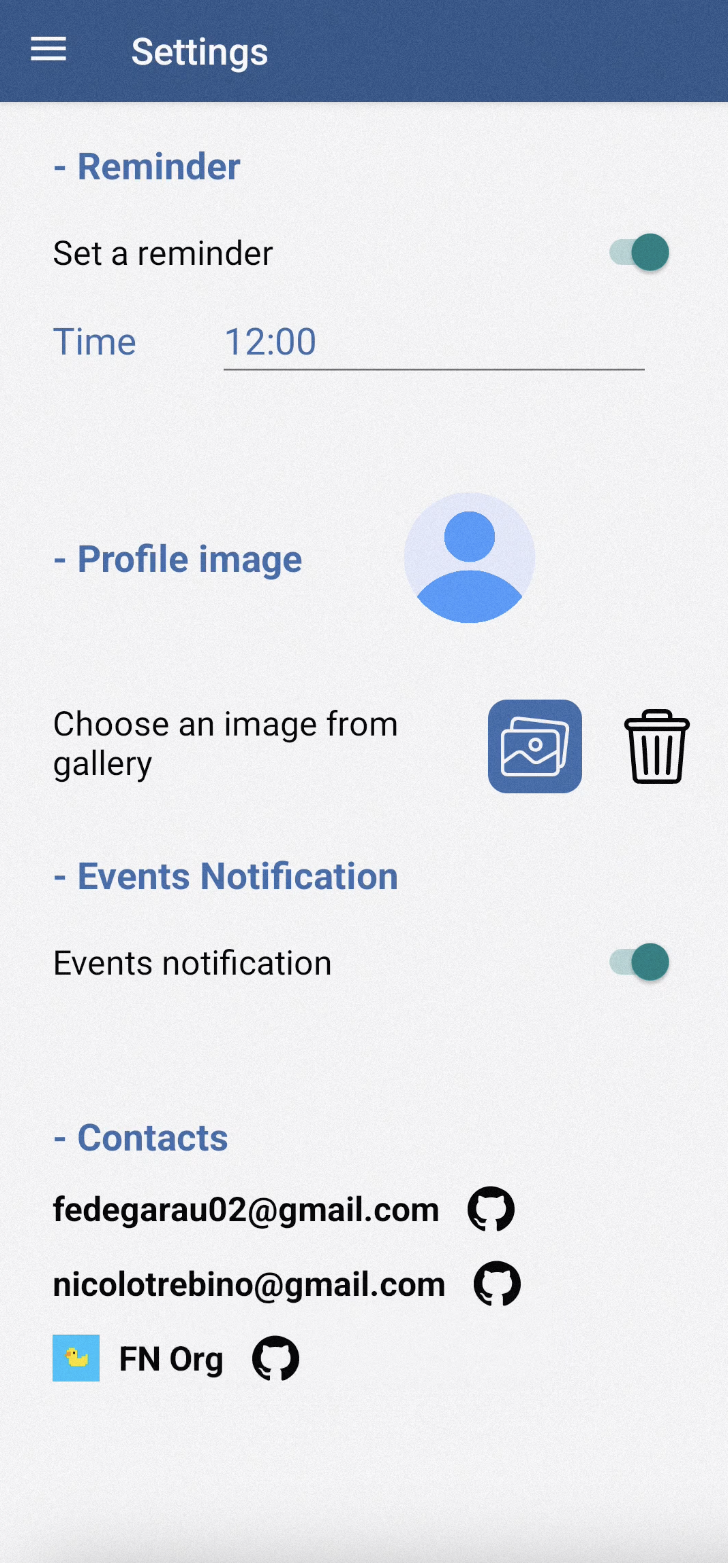 Settings
- Reminder
Set a reminder
Time 12:00
- Profile image
Choose an image from
gallery
- Events Notification
Events notification
- Contacts
fedegarau02@gmail.com
nicolotrebino@gmail.com
FN Org